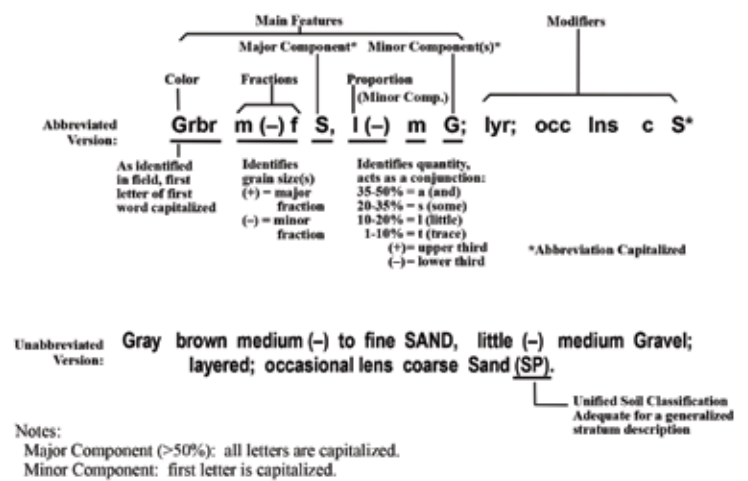 Main Features
Modifiers
Major Component* Minor Component(s)*
Color Fractions Proportion
(Minor Comp.)
Abbreviated
Version:
Grbr m (–) f S, l (–) m G; lyr; occ lns c S*
As identified
in field, first
letter of first
word capitalized
Identifies
grain size(s)
(+) = major
fraction
(–) = minor
fraction
Identifies quantity,
acts as a conjunction:
35-50% = a (and)
20-35% = s (some)
10-20% = l (little)
1-10% = t (trace)
(+)= upper third
(–)= lower third
*Abbreviation Capitalized
Unabbreviated
Version:
Gray brown medium (–) to fine SAND, little (–) medium Gravel;
layered; occasional lens coarse Sand (SP).
Unified Soil Classification
Adequate for a generalized
stratum description
Notes:
Major Component (>50%): all letters are capitalized.
Minor Component: first letter is capitalized.